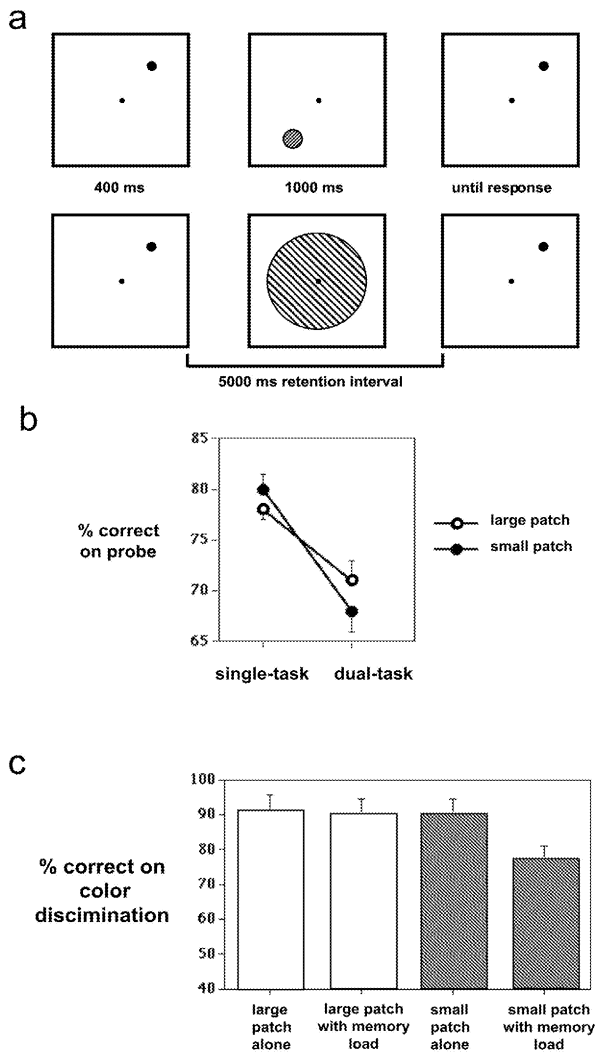 a
400 ms
1000 ms
until response
5000 ms retention interval
b
85
80
75
70
65
% correct
on probe
large patch
small patch
single-task
dual-task
c
100
90
80
70
60
50
40
% correct on
color
discimination
large
patch
alone
large patch
with memory
load
small
patch
alone
small patch
with memory
load